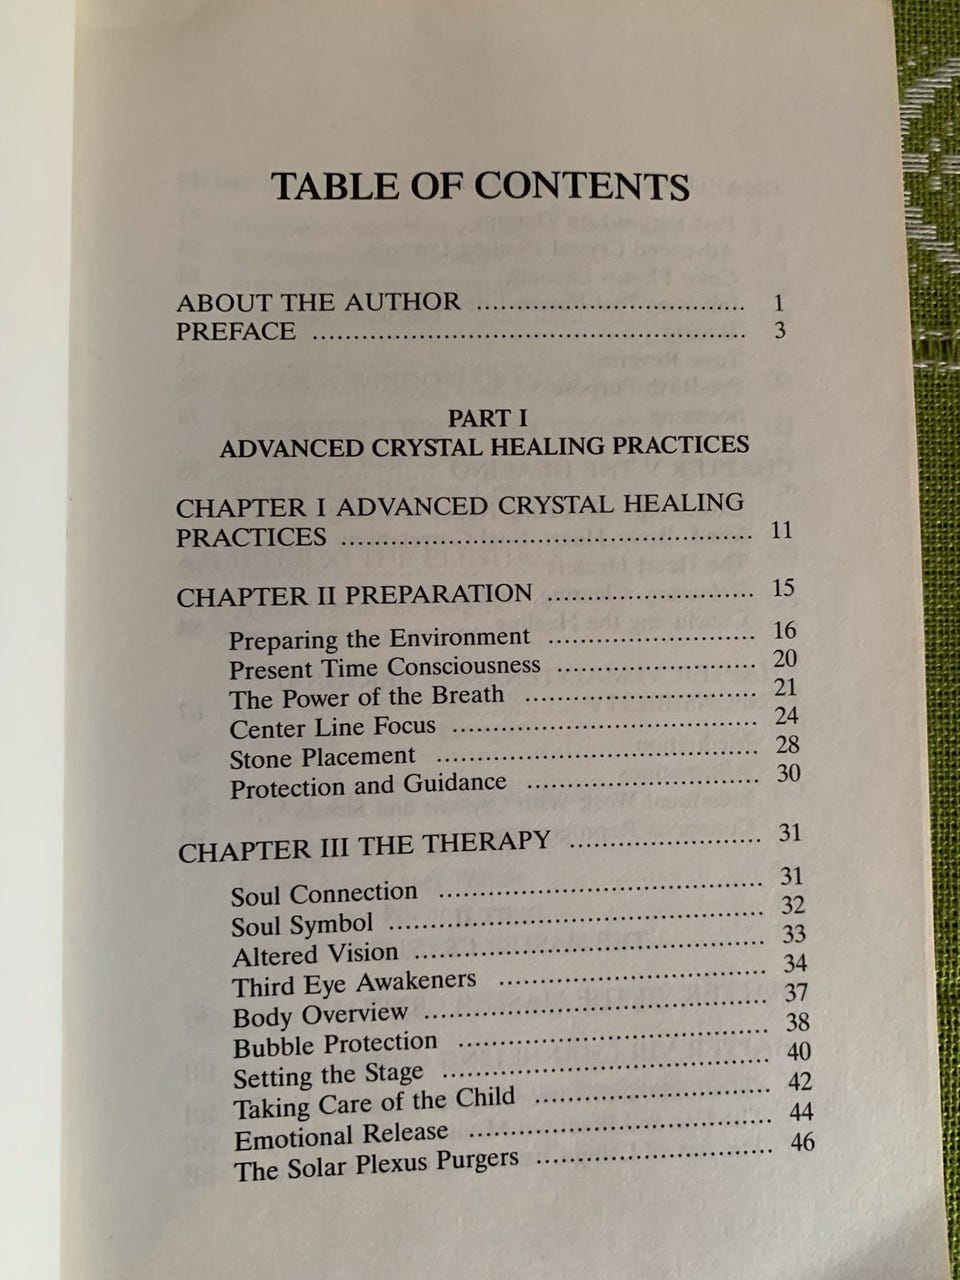 TABLE OF CONTENTS
ABOUT THE AUTHOR ................................ 1
PREFACE .................................................... 3
PART I
ADVANCED CRYSTAL HEALING PRACTICES
CHAPTER I ADVANCED CRYSTAL HEALING
PRACTICES ................................................. 11
CHAPTER II PREPARATION ......................... 15
Preparing the Environment ......................... 16
Present Time Consciousness ........................ 20
The Power of the Breath ............................ 21
Center Line Focus ..................................... 24
Stone Placement ....................................... 28
Protection and Guidance ............................ 30
CHAPTER III THE THERAPY ....................... 31
Soul Connection ....................................... 31
Soul Symbol ............................................. 32
Altered Vision .......................................... 33
Third Eye Awakeners ................................ 34
Body Overview ......................................... 37
Bubble Protection ..................................... 38
Setting the Stage ....................................... 40
Taking Care of the Child ............................ 42
Emotional Release .................................... 44
The Solar Plexus Purgers ............................ 46